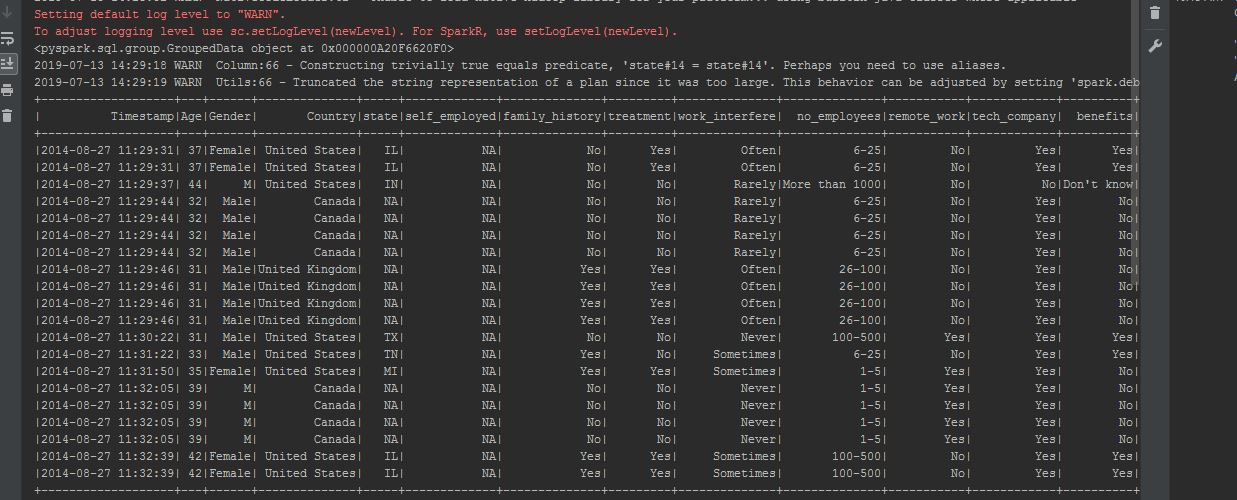 Setting default log level to "WARN".
To adjust logging level use sc.setLogLevel(newLevel). For SparkR, use setLogLevel(newLevel).
<pyspark.sql.group.GroupedData object at 0x000000A20F6620F0>
2019-07-13 14:29:18 WARN  Column:66 - Constructing trivially true equals predicate, 'state#14 = state#14'. Perhaps you need to use aliases.
2019-07-13 14:29:19 WARN  Utils:66 - Truncated the string representation of a plan since it was too large. This behavior can be adjusted by setting 'spark.deb
+-------------------+---+------+--------------+-----+-------------+--------------+---------+--------------+--------------+-----------+------------+----------+
|          Timestamp|Age|Gender|       Country|state|self_employed|family_history|treatment|work_interfere|  no_employees|remote_work|tech_company|  benefits|
+-------------------+---+------+--------------+-----+-------------+--------------+---------+--------------+--------------+-----------+------------+----------+
|2014-08-27 11:29:31| 37|Female| United States|   IL|           NA|            No|      Yes|         Often|          6-25|         No|         Yes|       Yes|
|2014-08-27 11:29:31| 37|Female| United States|   IL|           NA|            No|      Yes|         Often|          6-25|         No|         Yes|       Yes|
|2014-08-27 11:29:37| 44|     M| United States|   IN|           NA|            No|       No|        Rarely|More than 1000|         No|          No|Don't know|
|2014-08-27 11:29:44| 32|  Male|        Canada|   NA|           NA|            No|       No|        Rarely|          6-25|         No|         Yes|        No|
|2014-08-27 11:29:44| 32|  Male|        Canada|   NA|           NA|            No|       No|        Rarely|          6-25|         No|         Yes|        No|
|2014-08-27 11:29:44| 32|  Male|        Canada|   NA|           NA|            No|       No|        Rarely|          6-25|         No|         Yes|        No|
|2014-08-27 11:29:44| 32|  Male|        Canada|   NA|           NA|            No|       No|        Rarely|          6-25|         No|         Yes|        No|
|2014-08-27 11:29:46| 31|  Male|United Kingdom|   NA|           NA|           Yes|      Yes|         Often|        26-100|         No|         Yes|        No|
|2014-08-27 11:29:46| 31|  Male|United Kingdom|   NA|           NA|           Yes|      Yes|         Often|        26-100|         No|         Yes|        No|
|2014-08-27 11:29:46| 31|  Male|United Kingdom|   NA|           NA|           Yes|      Yes|         Often|        26-100|         No|         Yes|        No|
|2014-08-27 11:29:46| 31|  Male|United Kingdom|   NA|           NA|           Yes|      Yes|         Often|        26-100|         No|         Yes|        No|
|2014-08-27 11:30:22| 31|  Male| United States|   TX|           NA|            No|       No|         Never|       100-500|        Yes|         Yes|       Yes|
|2014-08-27 11:31:22| 33|  Male| United States|   TN|           NA|           Yes|       No|     Sometimes|          6-25|         No|         Yes|       Yes|
|2014-08-27 11:31:50| 35|Female| United States|   MI|           NA|           Yes|      Yes|     Sometimes|           1-5|        Yes|         Yes|        No|
|2014-08-27 11:32:05| 39|     M|        Canada|   NA|           NA|            No|       No|         Never|           1-5|        Yes|         Yes|        No|
|2014-08-27 11:32:05| 39|     M|        Canada|   NA|           NA|            No|       No|         Never|           1-5|        Yes|         Yes|        No|
|2014-08-27 11:32:05| 39|     M|        Canada|   NA|           NA|            No|       No|         Never|           1-5|        Yes|         Yes|        No|
|2014-08-27 11:32:05| 39|     M|        Canada|   NA|           NA|            No|       No|         Never|           1-5|        Yes|         Yes|        No|
|2014-08-27 11:32:39| 42|Female| United States|   IL|           NA|           Yes|      Yes|     Sometimes|       100-500|         No|         Yes|       Yes|
|2014-08-27 11:32:39| 42|Female| United States|   IL|           NA|           Yes|      Yes|     Sometimes|       100-500|         No|         Yes|       Yes|
+-------------------+---+------+--------------+-----+-------------+--------------+---------+--------------+--------------+-----------+------------+----------+